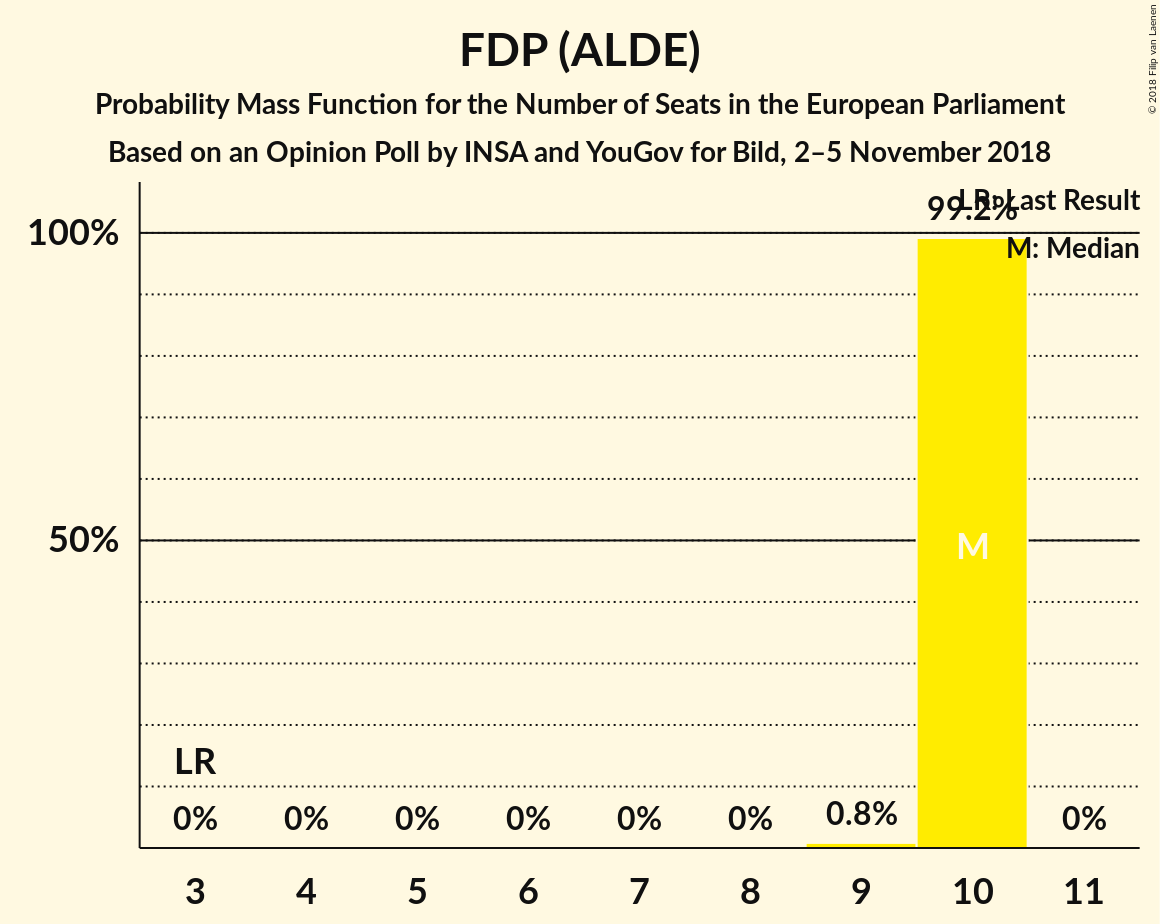 FDP (ALDE)
Probability Mass Function for the Number of Seats in the European Parliament
Based on an Opinion Poll by INSA and YouGov for Bild, 2–5 November 2018
© 2018 Filip van Laenen
LR: Last Result
99.2%
M: Median
100%
50%
M
LR
0% 0% 0% 0% 0% 0% 0.8% 0%
3 4 5 6 7 8 9 10 11